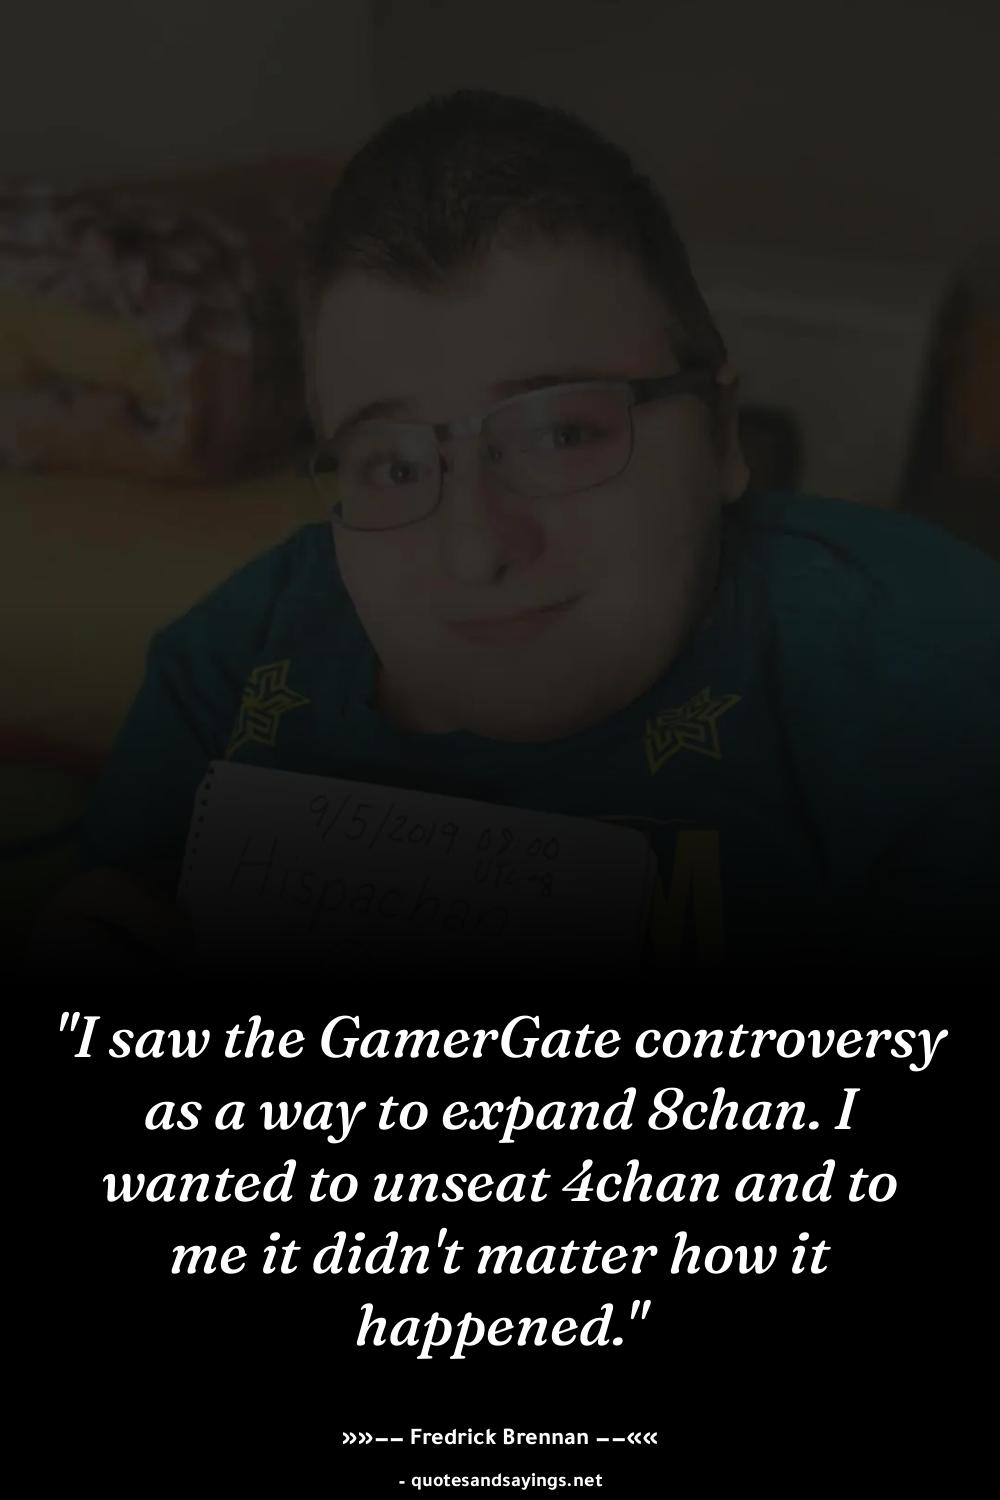 9/5/2019 09:00
UTC+8
Hispachan
M
"I saw the GamerGate controversy
as a way to expand 8chan. I
wanted to unseat 4chan and to
me it didn't matter how it
happened."
»»−− Fredrick Brennan −−««
- quotesandsayings.net